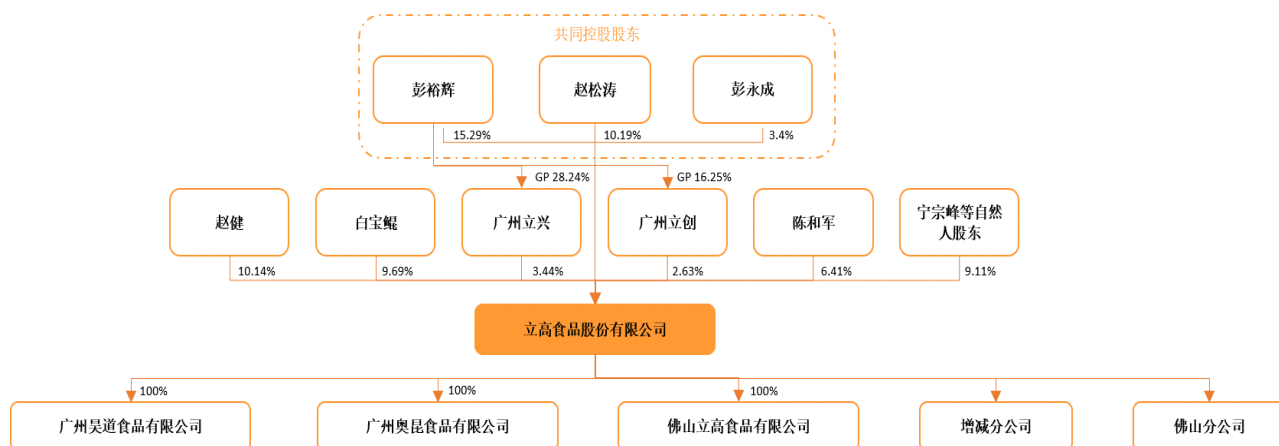 共同控股股东
彭裕辉
赵松涛
彭永成
15.29%
10.19%
3.4%
GP 28.24%
GP 16.25%
赵健
白宝鲲
广州立兴
广州立创
陈和军
宁宗峰等自然
人股东
10.14%
9.69%
3.44%
2.63%
6.41%
9.11%
立高食品股份有限公司
100%
100%
100%
广州昊道食品有限公司
广州奥昆食品有限公司
佛山立高食品有限公司
增减分公司
佛山分公司